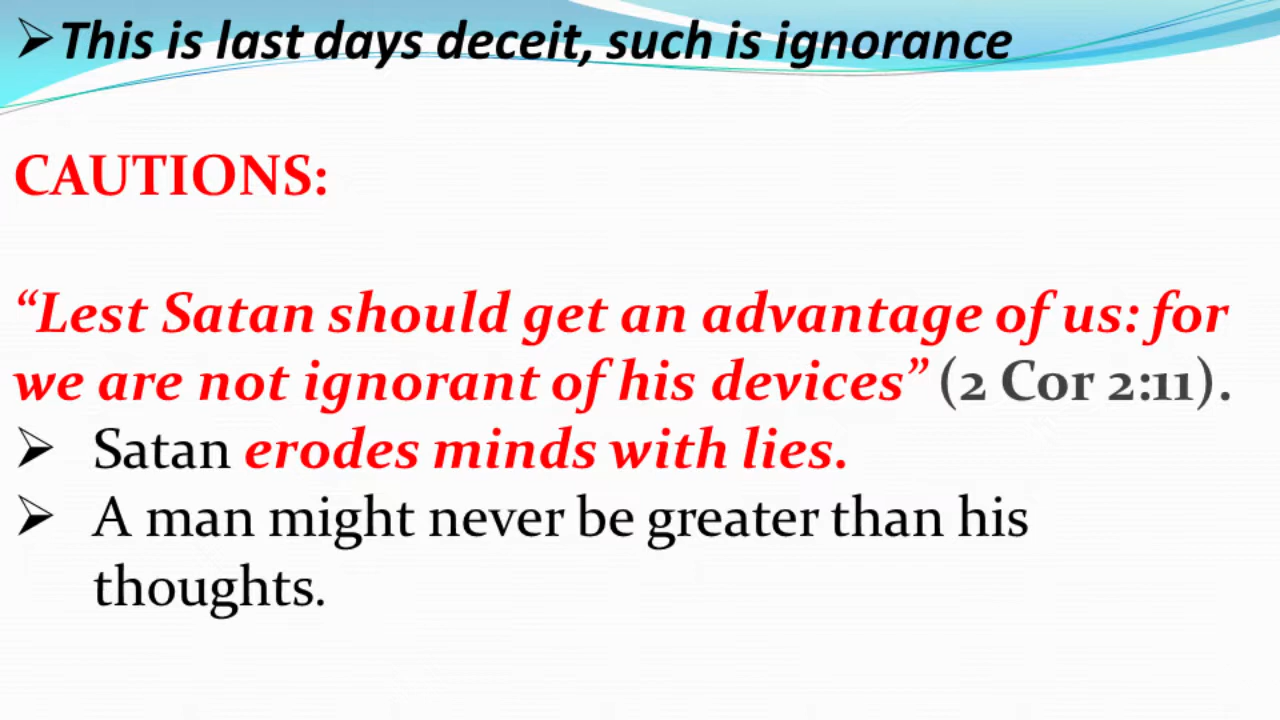 ➢This is last days deceit, such is ignorance
CAUTIONS:
“Lest Satan should get an advantage of us: for
we are not ignorant of his devices” (2 Cor 2:11).
➢ Satan erodes minds with lies.
➢ A man might never be greater than his
thoughts.